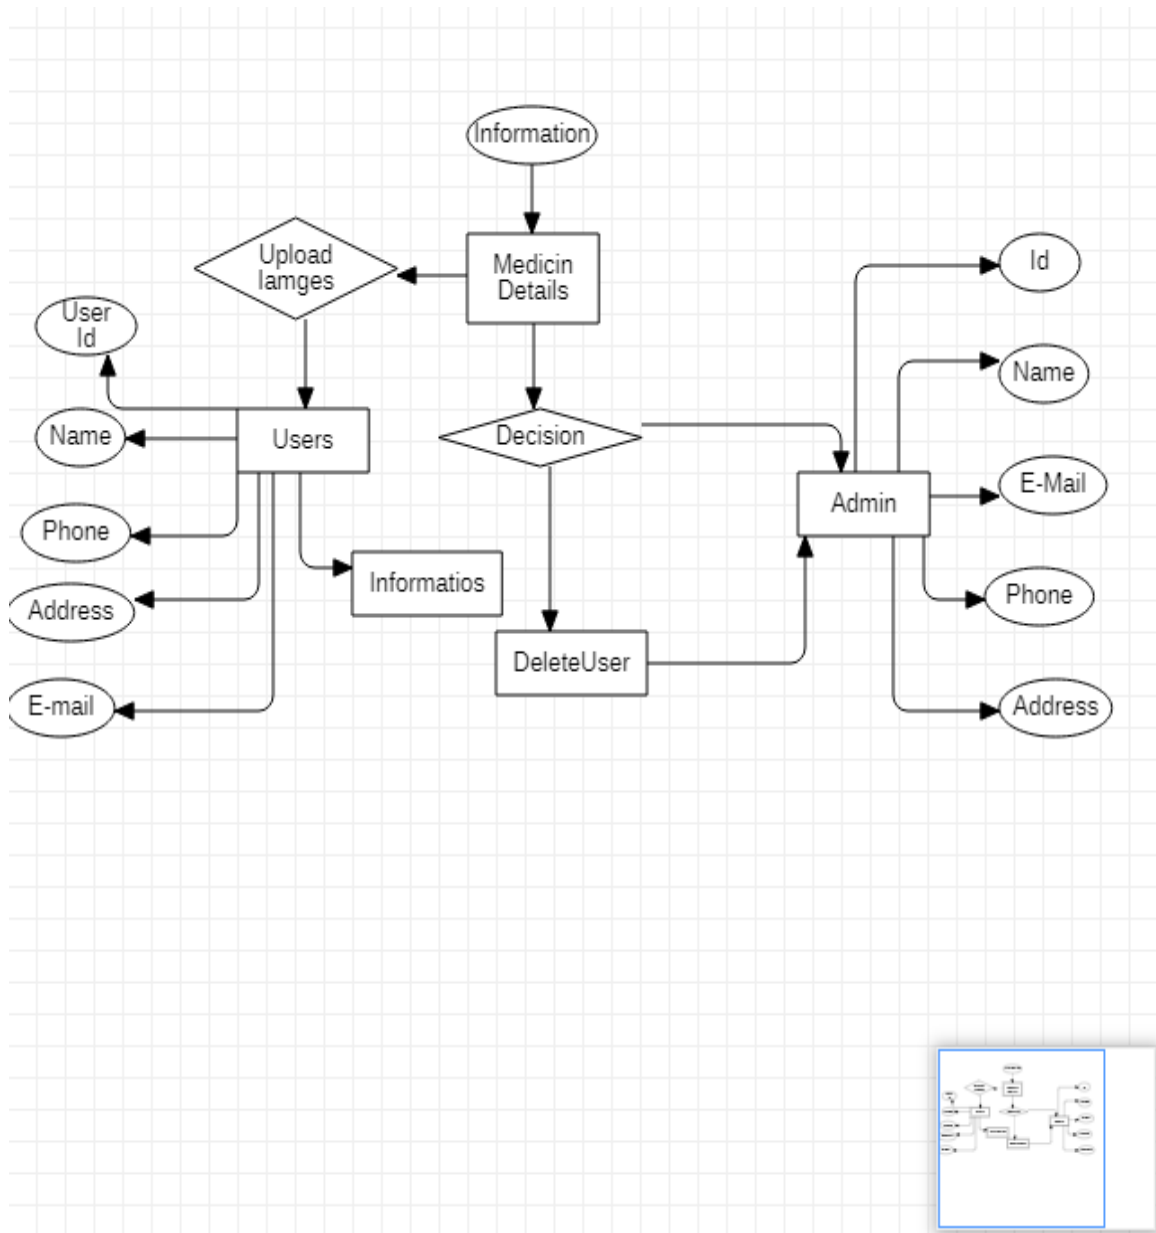 Information
Upload
Iamges
Medicin
Details
Id
User
Id
Name
Name
Users
Decision
E-Mail
Admin
Phone
Informatios
Phone
Address
DeleteUser
E-mail
Address